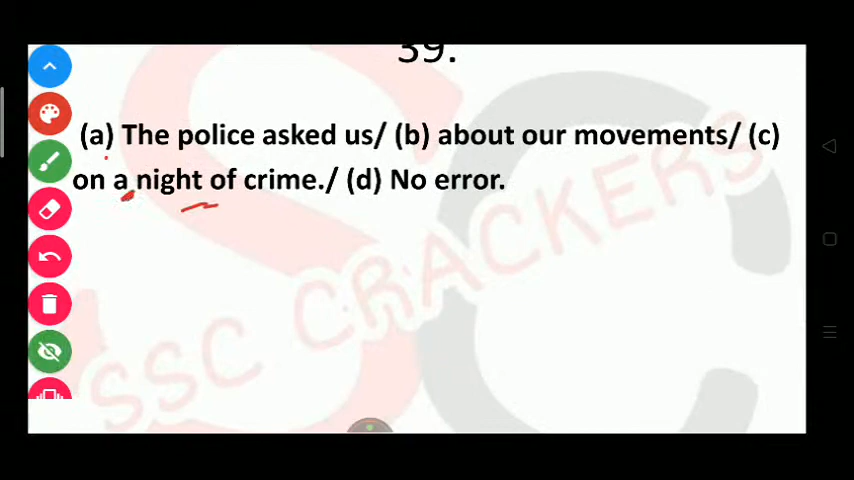 39.
(a) The police asked us/ (b) about our movements/ (c)
on a night of crime./ (d) No error.
SSC CRACKERS